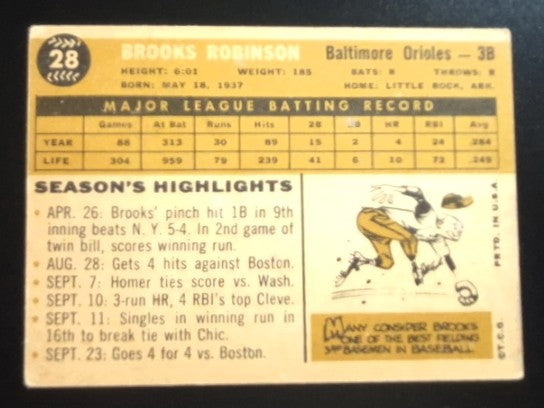 28
BROOKS ROBINSON Baltimore Orioles — 3B
HEIGHT: 6:01 WEIGHT: 185 BATS: R THROWS: R
BORN: MAY 18, 1937 HOME: LITTLE ROCK, ARK.
MAJOR LEAGUE BATTING RECORD
Games At Bat Runs Hits 2B 3B HR RBI Avg.
YEAR 88 313 30 89 15 2 4 24 .284
LIFE 304 959 79 239 41 6 10 72 .249
SEASON'S HIGHLIGHTS
• APR. 26: Brooks' pinch hit 1B in 9th
inning beats N. Y. 5-4. In 2nd game of
twin bill, scores winning run.
• AUG. 28: Gets 4 hits against Boston.
• SEPT. 7: Homer ties score vs. Wash.
• SEPT. 10: 3-run HR, 4 RBI's top Cleve.
• SEPT. 11: Singles in winning run in
16th to break tie with Chic.
• SEPT. 23: Goes 4 for 4 vs. Boston.
MANY CONSIDER BROOKS
ONE OF THE BEST FIELDING
3RD BASEMEN IN BASEBALL.
PRTD. IN U.S.A.
©T.C.G.